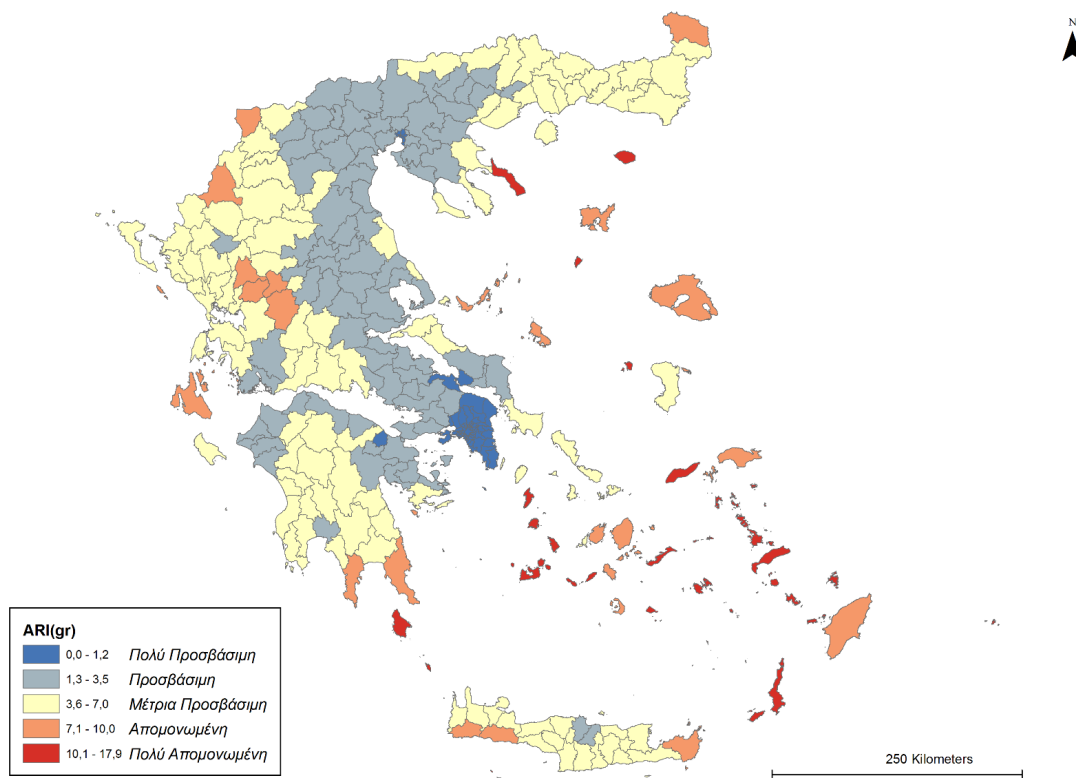 N
ARI(gr)
0,0 - 1,2 Πολύ Προσβάσιμη
1,3 - 3,5 Προσβάσιμη
3,6 - 7,0 Μέτρια Προσβάσιμη
7,1 - 10,0 Απομονωμένη
10,1 - 17,9 Πολύ Απομονωμένη
250 Kilometers